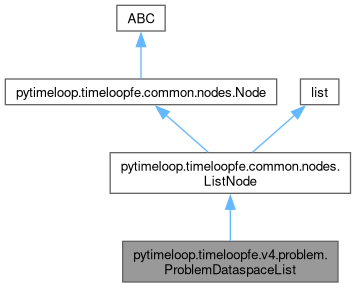 ABC
pytimeloop.timeloopfe.common.nodes.Node
list
pytimeloop.timeloopfe.common.nodes.
ListNode
pytimeloop.timeloopfe.v4.problem.
ProblemDataspaceList